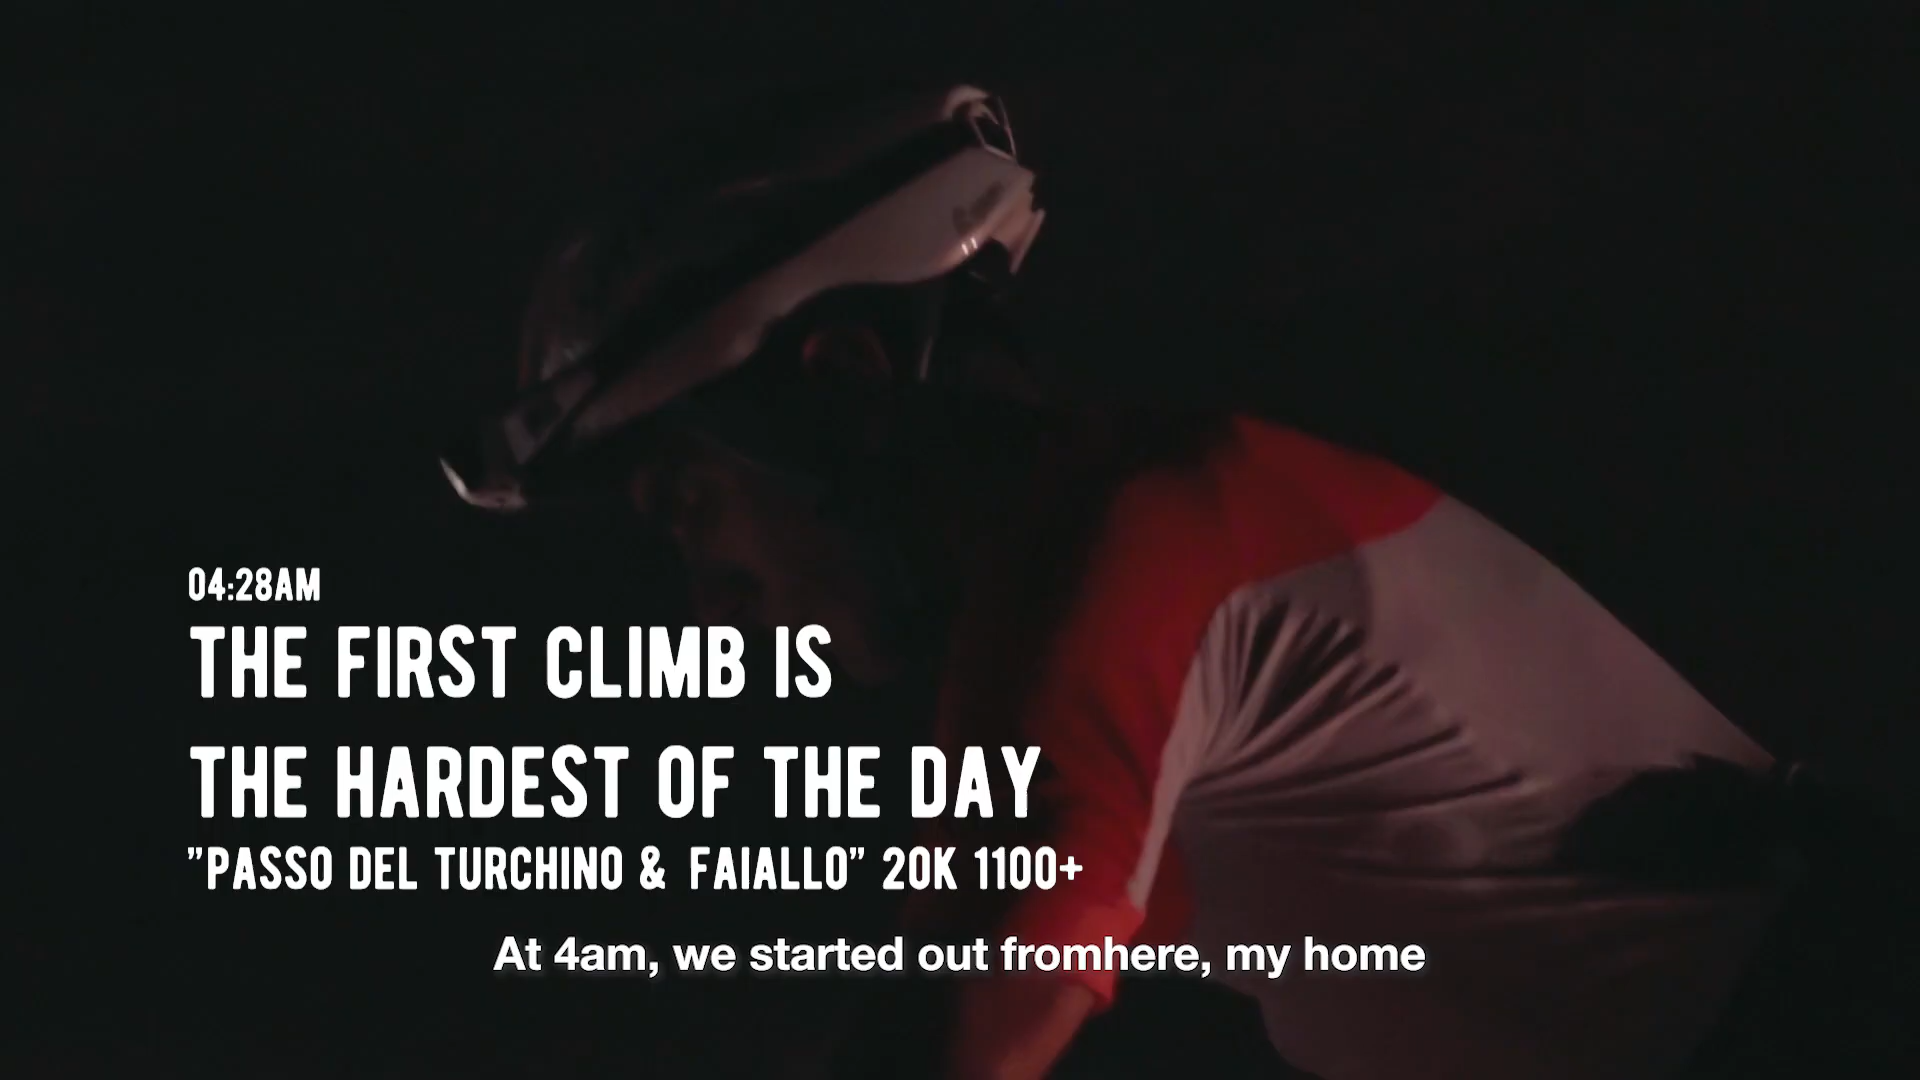 04:28AM
THE FIRST CLIMB IS
THE HARDEST OF THE DAY
"PASSO DEL TURCHINO & FAIALLO" 20K 1100+
At 4am, we started out fromhere, my home